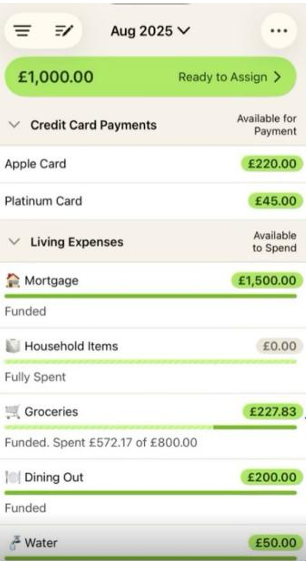 Aug 2025
£1,000.00 Ready to Assign
Credit Card Payments Available for
Payment
Apple Card £220.00
Platinum Card £45.00
Living Expenses Available
to Spend
Mortgage £1,500.00
Funded
Household Items £0.00
Fully Spent
Groceries £227.83
Funded. Spent £572.17 of £800.00
Dining Out £200.00
Funded
Water £50.00